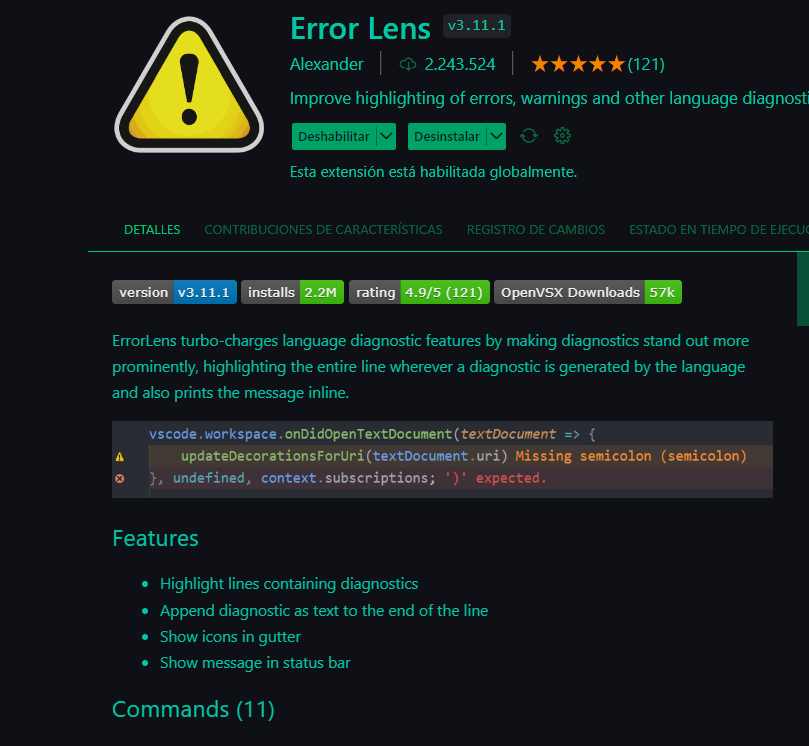 Error Lens v3.11.1
Alexander 2.243.524 ★★★★★(121)
Improve highlighting of errors, warnings and other language diagnosti
Deshabilitar Desinstalar
Esta extensión está habilitada globalmente.
DETALLES CONTRIBUCIONES DE CARACTERÍSTICAS REGISTRO DE CAMBIOS ESTADO EN TIEMPO DE EJECUC
version v3.11.1 installs 2.2M rating 4.9/5 (121) OpenVSX Downloads 57k
ErrorLens turbo-charges language diagnostic features by making diagnostics stand out more
prominently, highlighting the entire line wherever a diagnostic is generated by the language
and also prints the message inline.
vscode.workspace.onDidOpenTextDocument(textDocument => {
updateDecorationsForUri(textDocument.uri) Missing semicolon (semicolon)
}, undefined, context.subscriptions; ')' expected.
Features
• Highlight lines containing diagnostics
• Append diagnostic as text to the end of the line
• Show icons in gutter
• Show message in status bar
Commands (11)